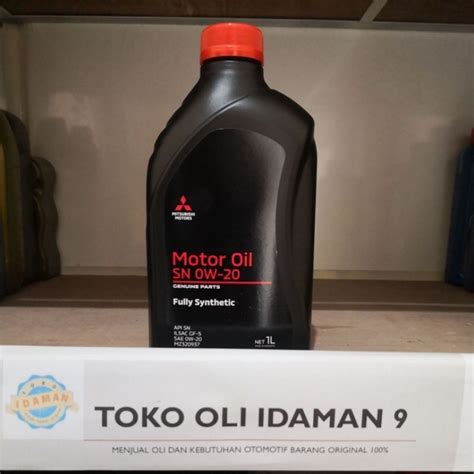 MITSUBISHI
MOTORS
Motor Oil
SN 0W-20
GENUINE PARTS
Fully Synthetic
API SN
ILSAC GF-5
SAE 0W-20
MZ320937
NET 1L
IDAMAN
TOKO OLI IDAMAN 9
MENJUAL OLI DAN KEBUTUHAN OTOMOTIF BARANG ORIGINAL 100%